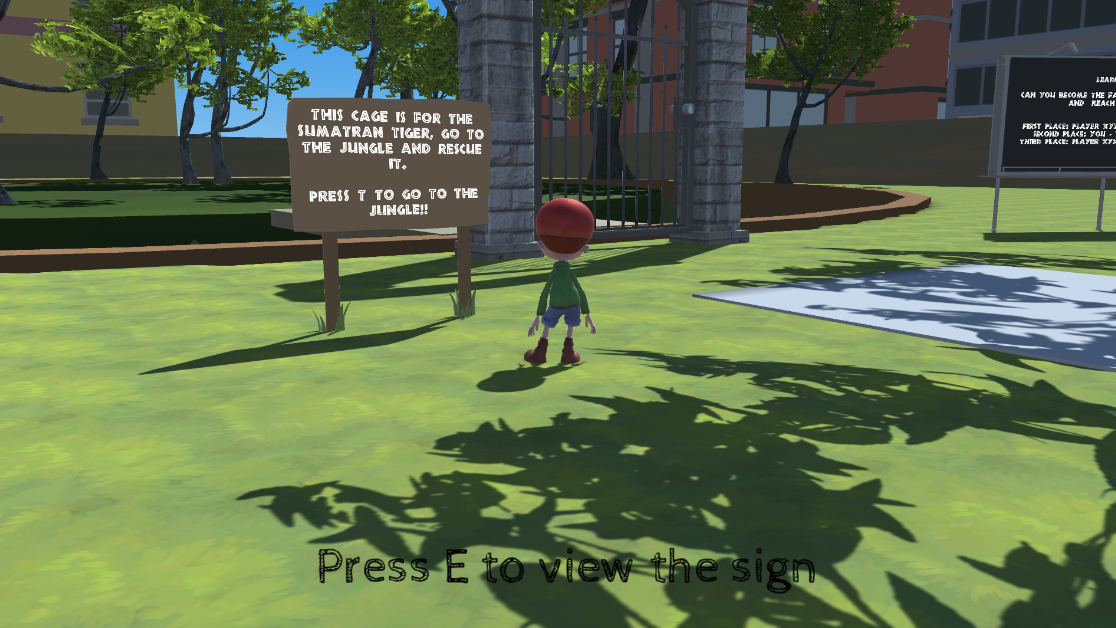 THIS CAGE IS FOR THE
SUMATRAN TIGER, GO TO
THE JUNGLE AND RESCUE
IT.
PRESS T TO GO TO THE
JUNGLE!!
CAN YOU BECOME THE
AND REACH
FIRST PLACE: PLAYER
SECOND PLACE: YOU -
THIRD PLACE: PLAYER
Press E to view the sign